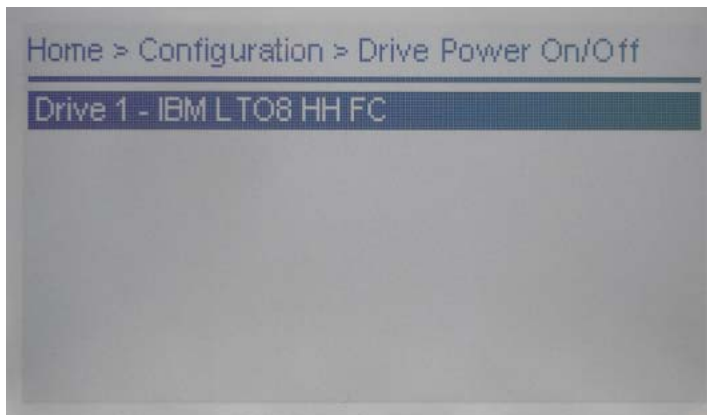 Home > Configuration > Drive Power On/Off
Drive 1 - IBM LTO8 HH FC